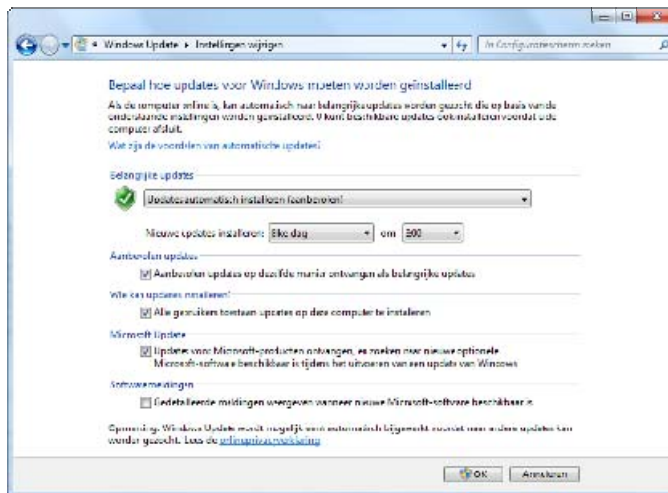 Windows Update ▸ Instellingen wijzigen
In Configuratiescherm zoeken
Bepaal hoe updates voor Windows moeten worden geïnstalleerd
Als de computer online is, kan automatisch naar belangrijke updates worden gezocht die op basis van de
onderstaande instellingen worden geïnstalleerd. U kunt beschikbare updates ook installeren voordat u de
computer afsluit.
Wat zijn de voordelen van automatische updates?
Belangrijke updates
Updates automatisch installeren (aanbevolen)
Nieuwe updates installeren: Elke dag om 3:00
Aanbevolen updates
Aanbevolen updates op dezelfde manier ontvangen als belangrijke updates
Wie kan updates installeren?
Alle gebruikers toestaan updates op deze computer te installeren
Microsoft Update
Updates voor Microsoft-producten ontvangen, en zoeken naar nieuwe optionele
Microsoft-software beschikbaar is tijdens het uitvoeren van een update van Windows
Softwaremeldingen
Gedetailleerde meldingen weergeven wanneer nieuwe Microsoft-software beschikbaar is
Opmerking: Windows Update wordt mogelijk eerst automatisch bijgewerkt voordat naar andere updates kan
worden gezocht. Lees de onlineprivacyverklaring
OK Annuleren